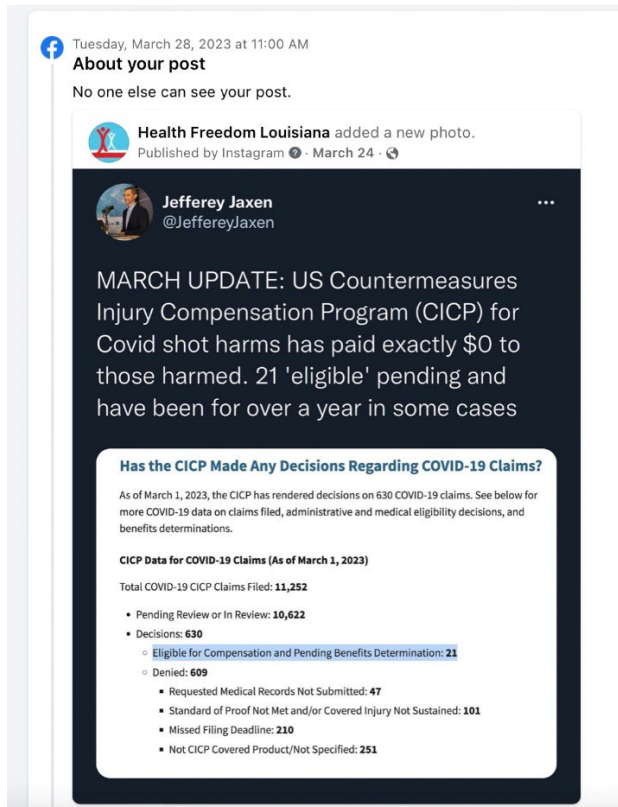 Tuesday, March 28, 2023 at 11:00 AM
About your post
No one else can see your post.
Health Freedom Louisiana added a new photo.
Published by Instagram ? · March 24 ·
Jefferey Jaxen
@JeffereyJaxen
MARCH UPDATE: US Countermeasures
Injury Compensation Program (CICP) for
Covid shot harms has paid exactly $0 to
those harmed. 21 'eligible' pending and
have been for over a year in some cases
Has the CICP Made Any Decisions Regarding COVID-19 Claims?
As of March 1, 2023, the CICP has rendered decisions on 630 COVID-19 claims. See below for
more COVID-19 data on claims filed, administrative and medical eligibility decisions, and
benefits determinations.
CICP Data for COVID-19 Claims (As of March 1, 2023)
Total COVID-19 CICP Claims Filed: 11,252
• Pending Review or In Review: 10,622
• Decisions: 630
○ Eligible for Compensation and Pending Benefits Determination: 21
○ Denied: 609
▪ Requested Medical Records Not Submitted: 47
▪ Standard of Proof Not Met and/or Covered Injury Not Sustained: 101
▪ Missed Filing Deadline: 210
▪ Not CICP Covered Product/Not Specified: 251